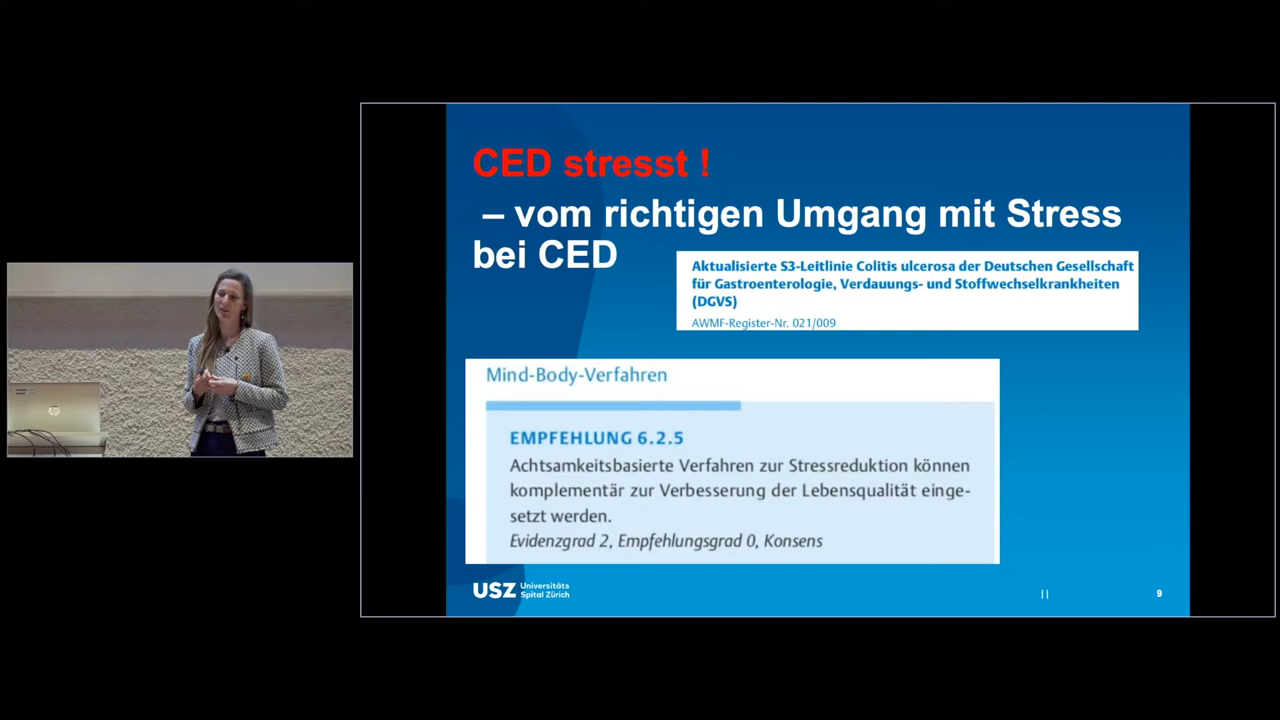 CED stresst !
– vom richtigen Umgang mit Stress
bei CED
Aktualisierte S3-Leitlinie Colitis ulcerosa der Deutschen Gesellschaft
für Gastroenterologie, Verdauungs- und Stoffwechselkrankheiten
(DGVS)
AWMF-Register-Nr. 021/009
Mind-Body-Verfahren
EMPFEHLUNG 6.2.5
Achtsamkeitsbasierte Verfahren zur Stressreduktion können
komplementär zur Verbesserung der Lebensqualität einge-
setzt werden.
Evidenzgrad 2, Empfehlungsgrad 0, Konsens
USZ Universitäts
Spital Zürich
||
9